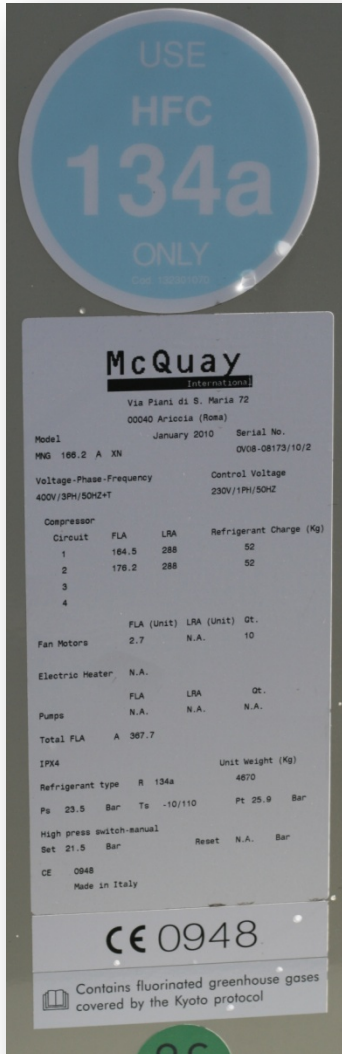 USE
HFC
134a
ONLY
McQuay
International
Via Piani di S. Maria 72
00040 Ariccia (Roma)
Model January 2010 Serial No.
MNG 166.2 A XN 0V08-08173/10/2
Voltage-Phase-Frequency Control Voltage
400V/3PH/50HZ+T 230V/1PH/50HZ
Compressor
Circuit FLA LRA Refrigerant Charge (Kg)
1 164.5 288 52
2 176.2 288 52
3
4
FLA (Unit) LRA (Unit) Qt.
Fan Motors 2.7 N.A. 10
Electric Heater N.A.
FLA LRA Qt.
Pumps N.A. N.A. N.A.
Total FLA A 367.7
IPX4 Unit Weight (Kg)
Refrigerant type R 134a 4670
Ps 23.5 Bar Ts -10/110 Pt 25.9 Bar
High press switch-manual
Set 21.5 Bar Reset N.A. Bar
CE 0948
Made in Italy
CE 0948
Contains fluorinated greenhouse gases
covered by the Kyoto protocol